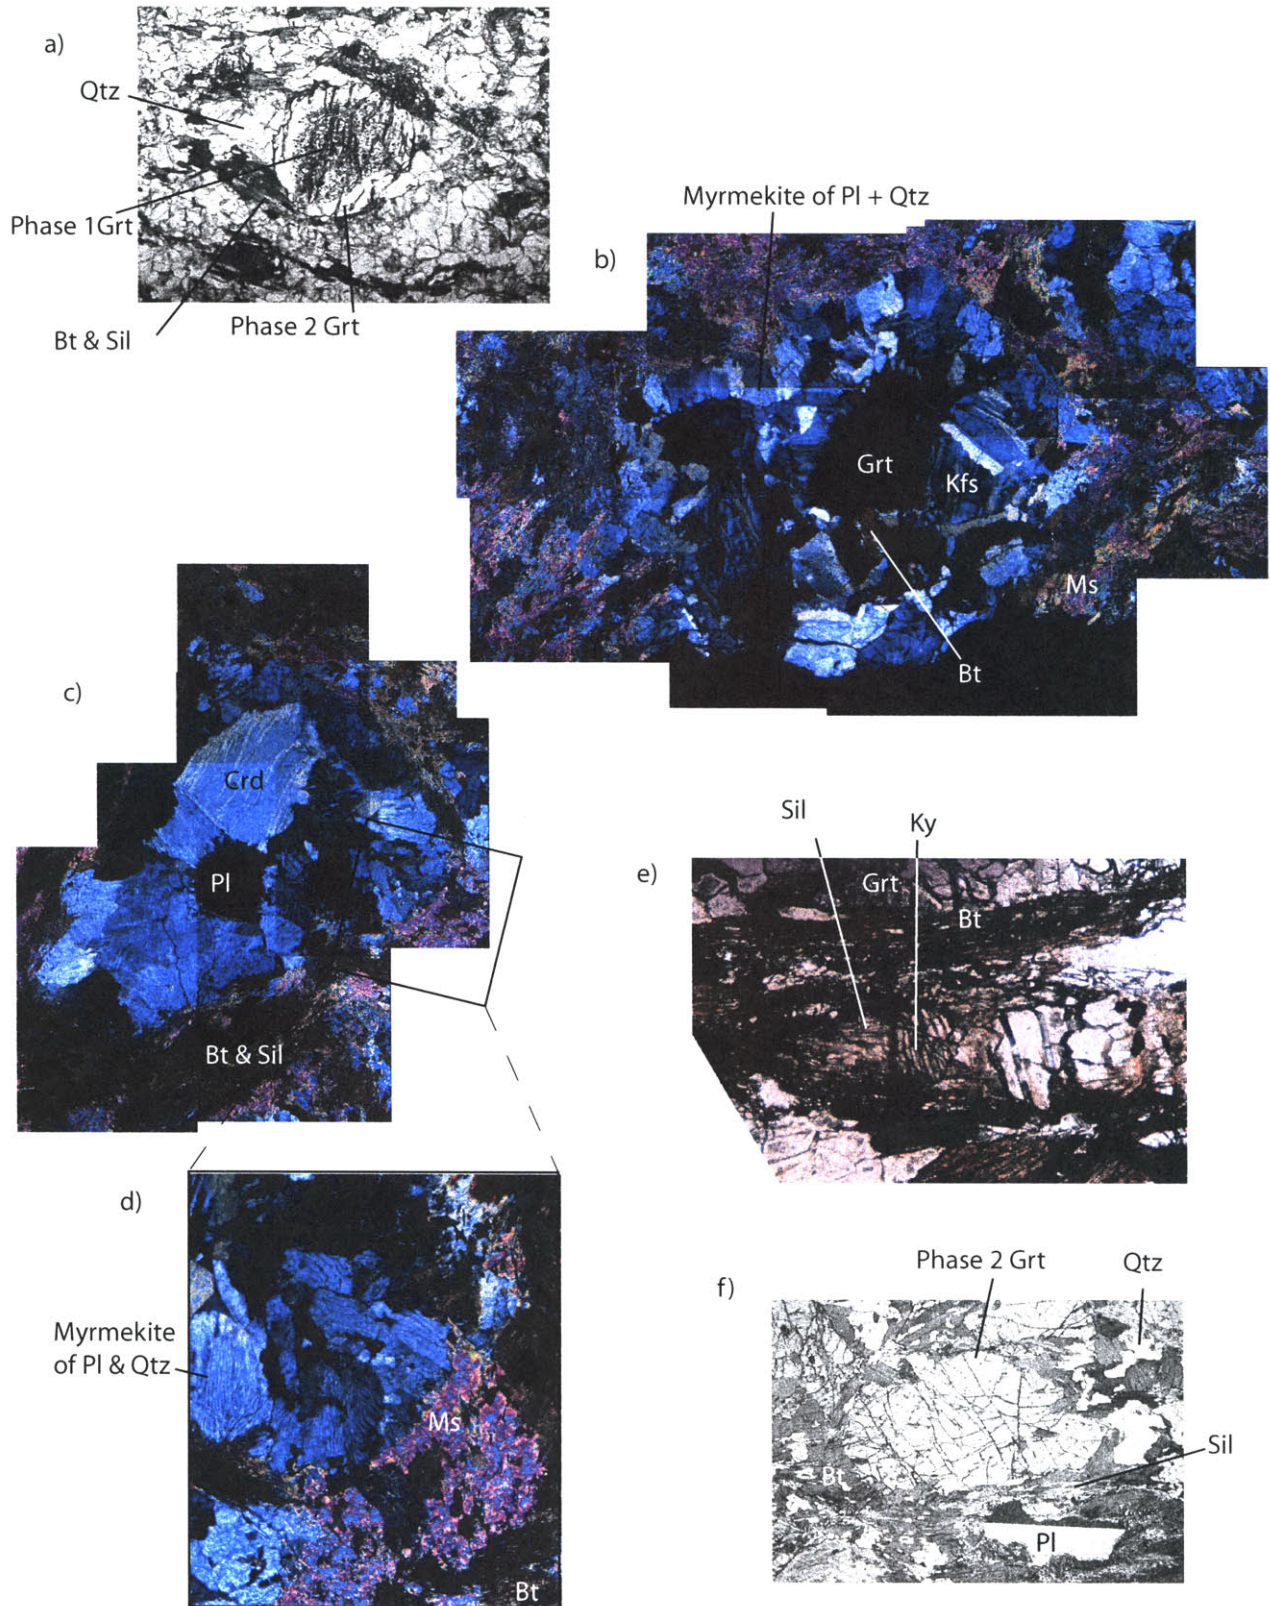 a)
Qtz
Phase 1Grt
Bt & Sil
Phase 2 Grt
Myrmekite of Pl + Qtz
b)
Grt
Kfs
Ms
Bt
c)
Crd
Pl
Bt & Sil
Sil
Ky
e)
Grt
Bt
d)
Myrmekite
of Pl & Qtz
Ms
Bt
Phase 2 Grt
Qtz
f)
Sil
Bt
Pl